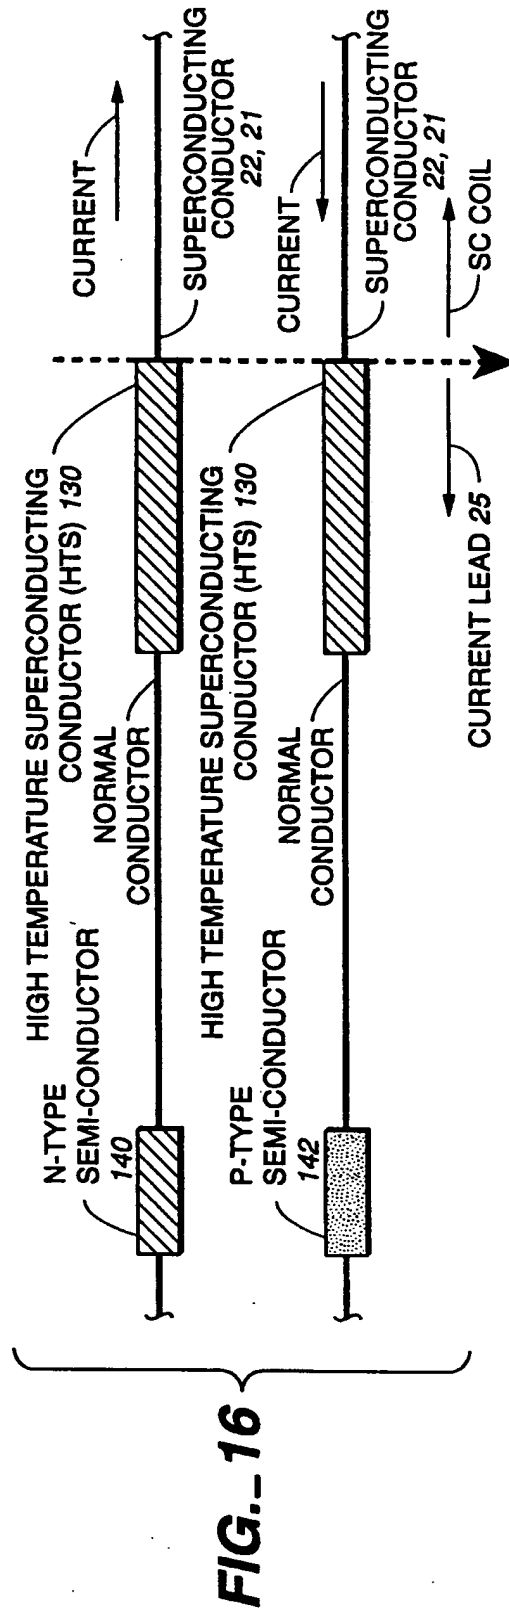 HIGH TEMPERATURE SUPERCONDUCTING
CONDUCTOR (HTS) 130
N-TYPE
SEMI-CONDUCTOR
140
NORMAL
CONDUCTOR
CURRENT
SUPERCONDUCTING
CONDUCTOR
22, 21
HIGH TEMPERATURE SUPERCONDUCTING
CONDUCTOR (HTS) 130
P-TYPE
SEMI-CONDUCTOR
142
NORMAL
CONDUCTOR
CURRENT
SUPERCONDUCTING
CONDUCTOR
22, 21
CURRENT LEAD 25
SC COIL
FIG._16